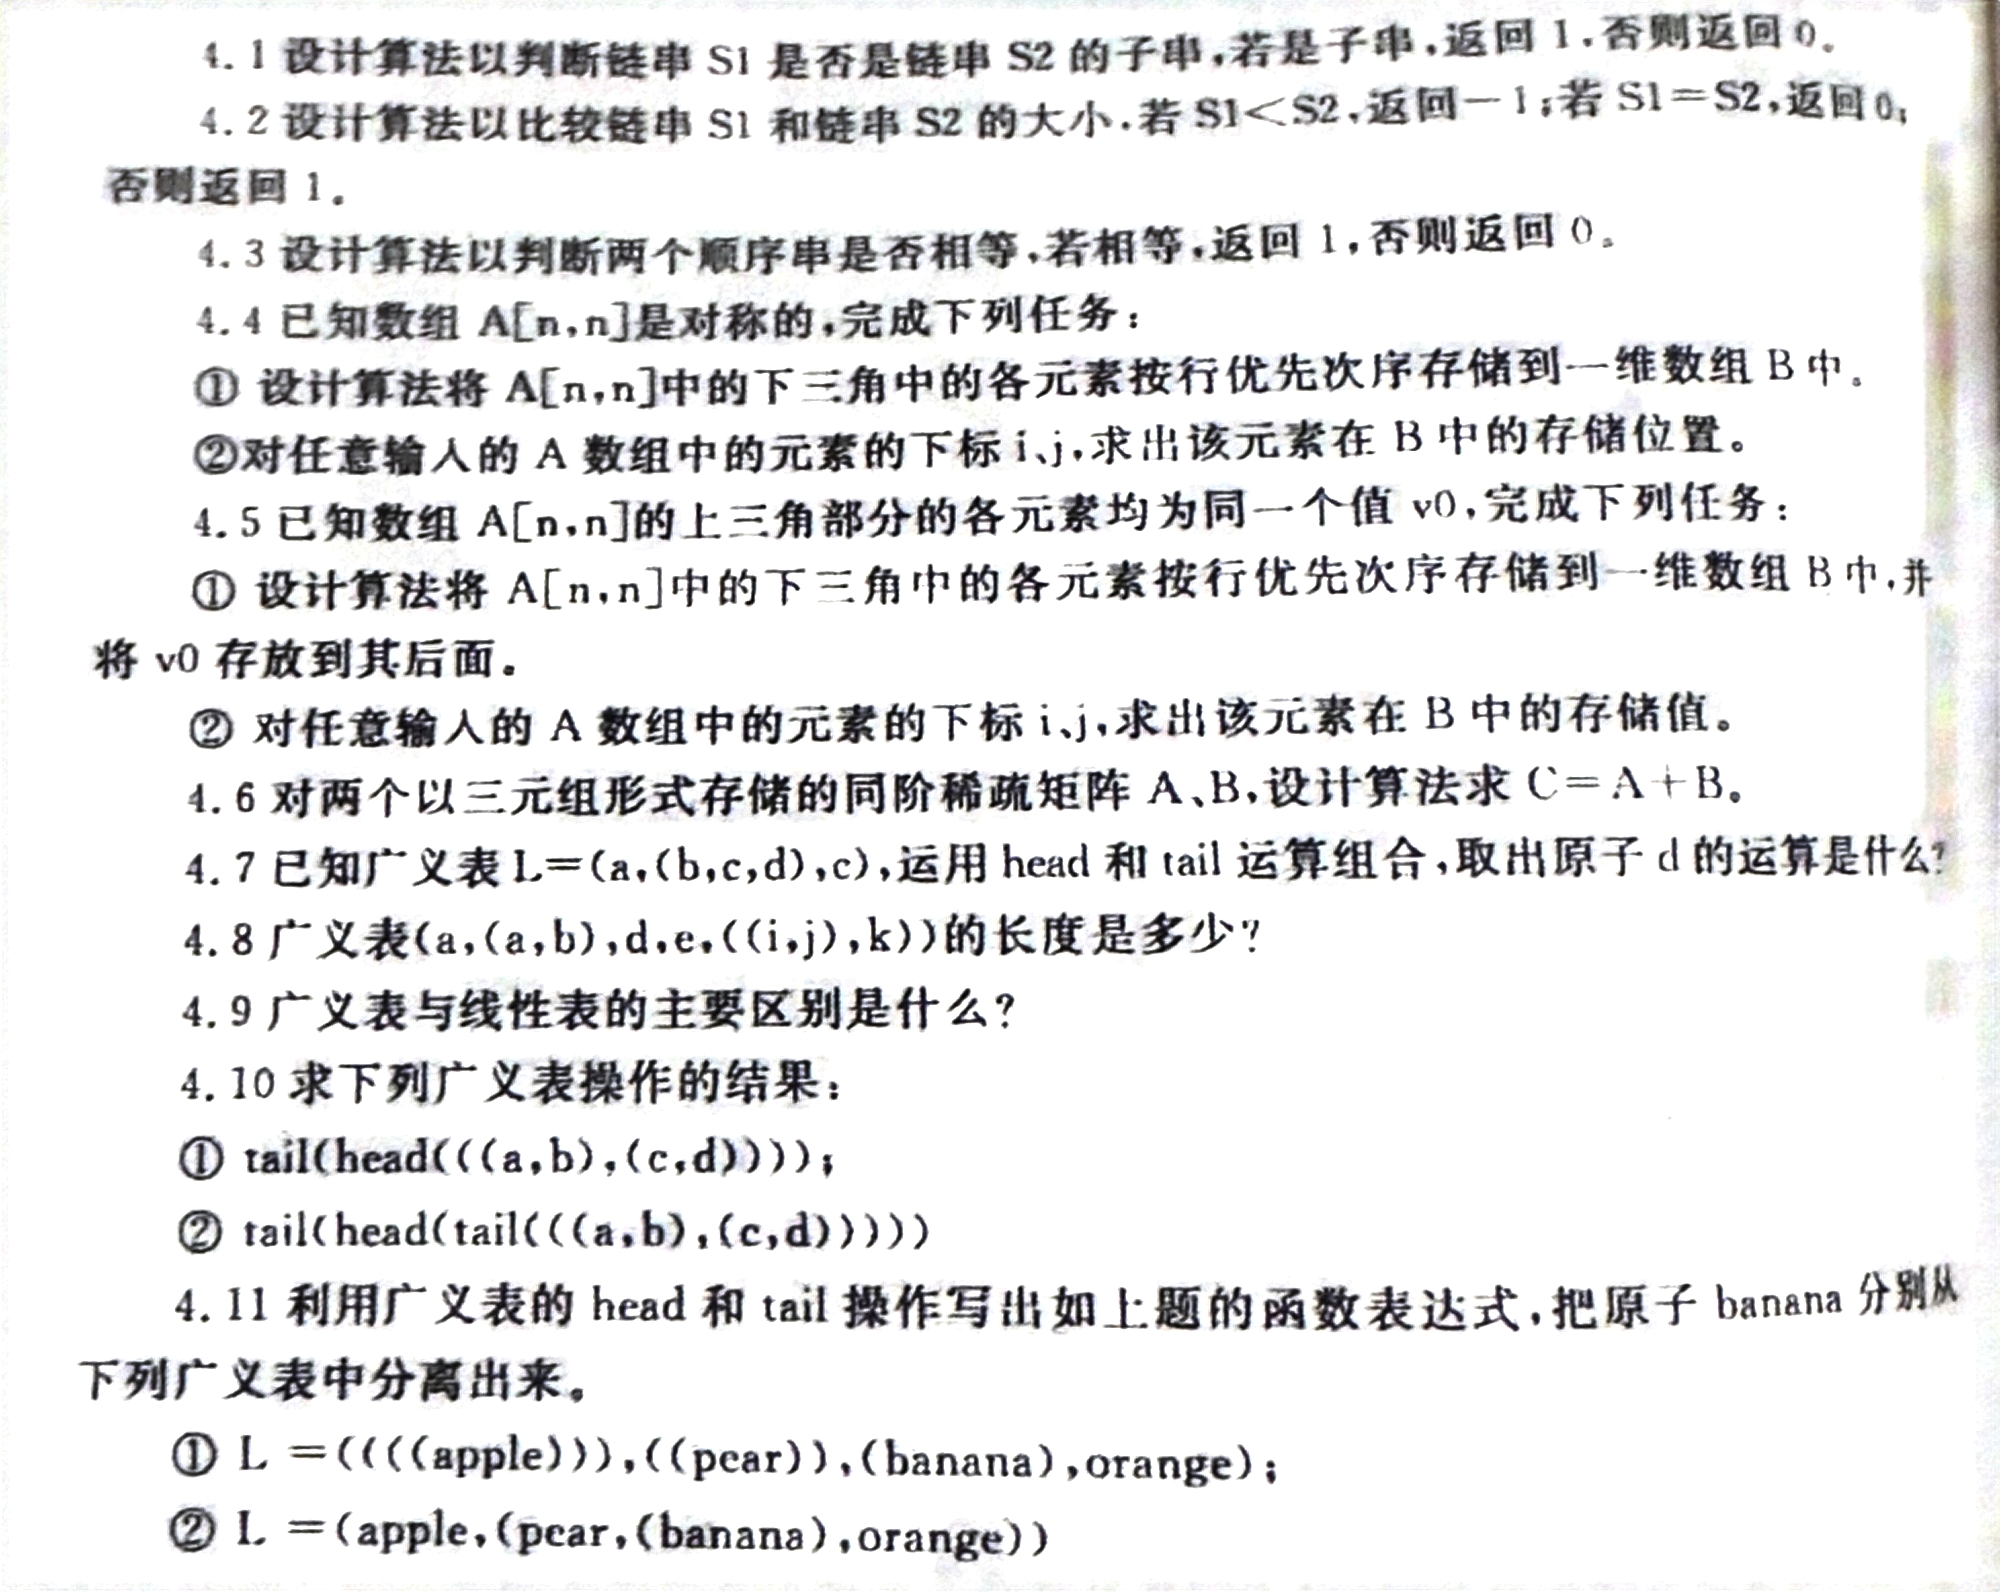 4.1 设计算法以判断链串 S1 是否是链串 S2 的子串,若是子串,返回 1,否则返回 0。
4.2 设计算法以比较链串 S1 和链串 S2 的大小.若 S1<S2,返回-1;若 S1=S2,返回0;
否则返回 1。
4.3 设计算法以判断两个顺序串是否相等,若相等,返回 1,否则返回 0。
4.4 已知数组 A[n,n]是对称的,完成下列任务:
① 设计算法将 A[n,n]中的下三角中的各元素按行优先次序存储到一维数组 B 中。
②对任意输入的 A 数组中的元素的下标 i、j,求出该元素在 B 中的存储位置。
4.5 已知数组 A[n,n]的上三角部分的各元素均为同一个值 v0,完成下列任务:
① 设计算法将 A[n,n]中的下三角中的各元素按行优先次序存储到一维数组 B 中,并
将 v0 存放到其后面。
② 对任意输入的 A 数组中的元素的下标 i、j,求出该元素在 B 中的存储值。
4.6 对两个以三元组形式存储的同阶稀疏矩阵 A、B,设计算法求 C=A+B。
4.7 已知广义表 L=(a,(b,c,d),c),运用 head 和 tail 运算组合,取出原子 d 的运算是什么?
4.8 广义表(a,(a,b),d,e,((i,j),k))的长度是多少?
4.9 广义表与线性表的主要区别是什么?
4.10 求下列广义表操作的结果:
① tail(head(((a,b),(c,d))));
② tail(head(tail(((a,b),(c,d)))))
4.11 利用广义表的 head 和 tail 操作写出如上题的函数表达式,把原子 banana 分别从
下列广义表中分离出来。
① L =((((apple))),((pear)),(banana),orange);
② L =(apple,(pear,(banana),orange))